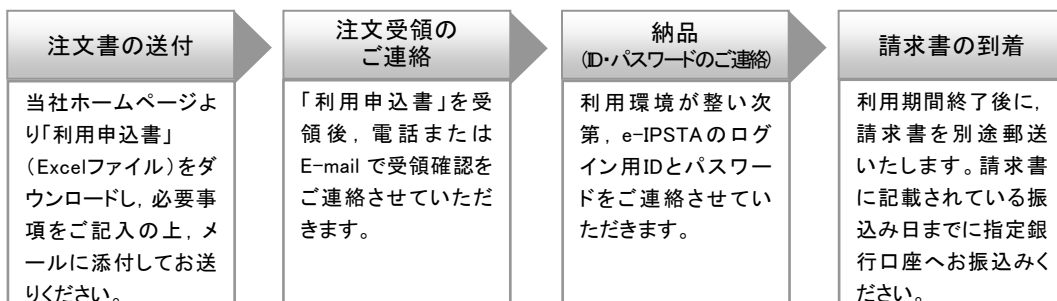 注文書の送付
当社ホームページよ
り「利用申込書」
（Excelファイル）をダ
ウンロードし，必要事
項をご記入の上，メ
ールに添付してお送
りください。
注文受領の
ご連絡
「利用申込書」を受
領後，電話または
E-mail で受領確認を
ご連絡させていただ
きます。
納品
（ID・パスワードのご連絡）
利用環境が整い次
第，e-IPSTAのログ
イン用IDとパスワー
ドをご連絡させてい
ただきます。
請求書の到着
利用期間終了後に，
請求書を別途郵送
いたします。請求書
に記載されている振
込み日までに指定銀
行口座へお振込みく
ださい。